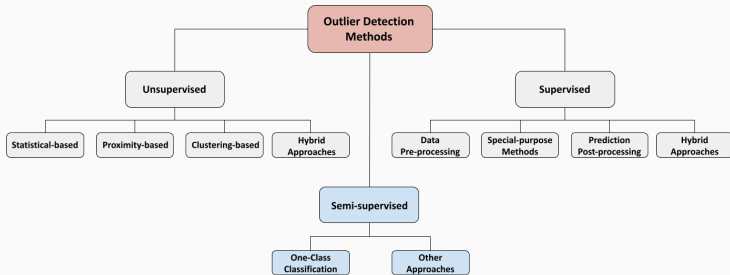 Outlier Detection
Methods
Unsupervised
Supervised
Statistical-based
Proximity-based
Clustering-based
Hybrid
Approaches
Data
Pre-processing
Special-purpose
Methods
Prediction
Post-processing
Hybrid
Approaches
Semi-supervised
One-Class
Classification
Other
Approaches